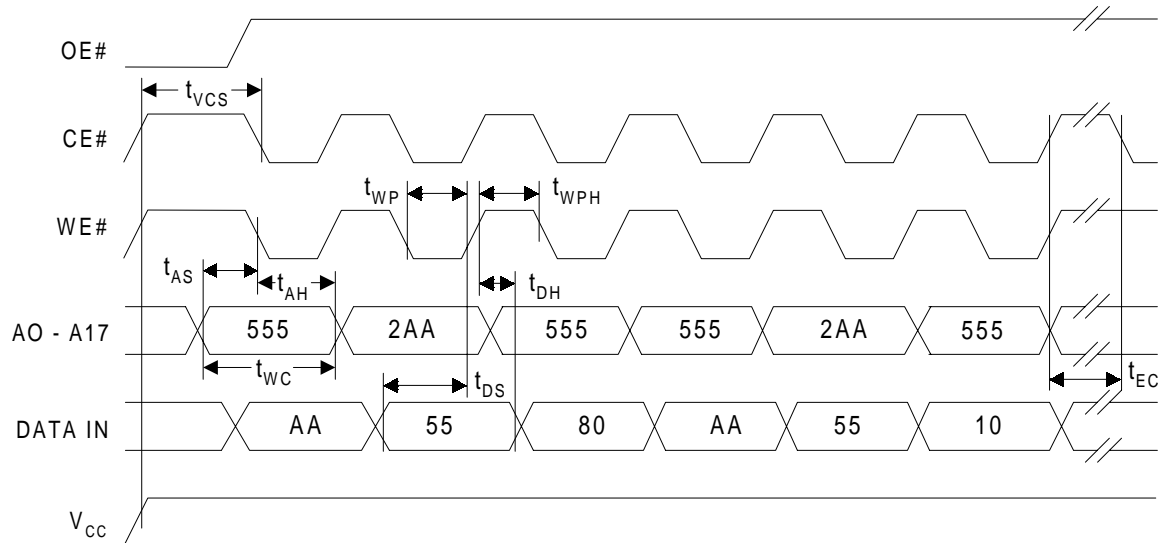 OE#
tVCS
CE#
tWP
tWPH
WE#
tAS
tAH
tDH
AO - A17
555
2AA
555
555
2AA
555
tWC
tDS
tEC
DATA IN
AA
55
80
AA
55
10
VCC